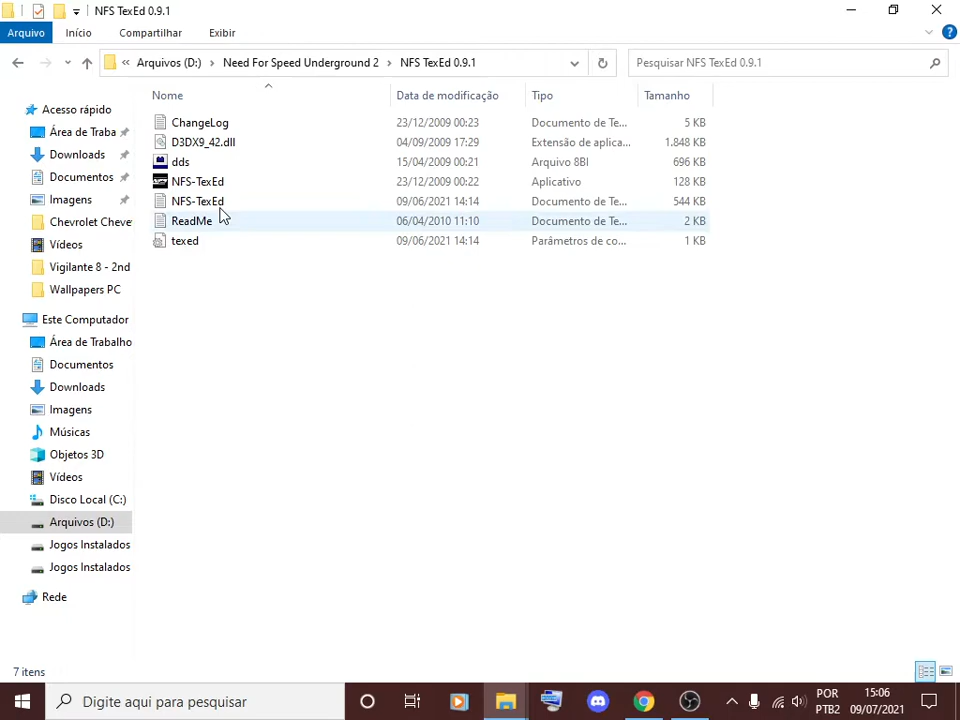 NFS TexEd 0.9.1
Arquivo Início Compartilhar Exibir
« Arquivos (D:) > Need For Speed Underground 2 > NFS TexEd 0.9.1
Pesquisar NFS TexEd 0.9.1
Nome Data de modificação Tipo Tamanho
ChangeLog 23/12/2009 00:23 Documento de Te... 5 KB
D3DX9_42.dll 04/09/2009 17:29 Extensão de aplica... 1.848 KB
dds 15/04/2009 00:21 Arquivo 8BI 696 KB
NFS-TexEd 23/12/2009 00:22 Aplicativo 128 KB
NFS-TexEd 09/06/2021 14:14 Documento de Te... 544 KB
ReadMe 06/04/2010 11:10 Documento de Te... 2 KB
texed 09/06/2021 14:14 Parâmetros de co... 1 KB
Acesso rápido
Área de Traba
Downloads
Documentos
Imagens
Chevrolet Cheve
Vídeos
Vigilante 8 - 2nd
Wallpapers PC
Este Computador
Área de Trabalho
Documentos
Downloads
Imagens
Músicas
Objetos 3D
Vídeos
Disco Local (C:)
Arquivos (D:)
Jogos Instalados
Jogos Instalados
Rede
7 itens
Digite aqui para pesquisar
POR
PTB2
15:06
09/07/2021